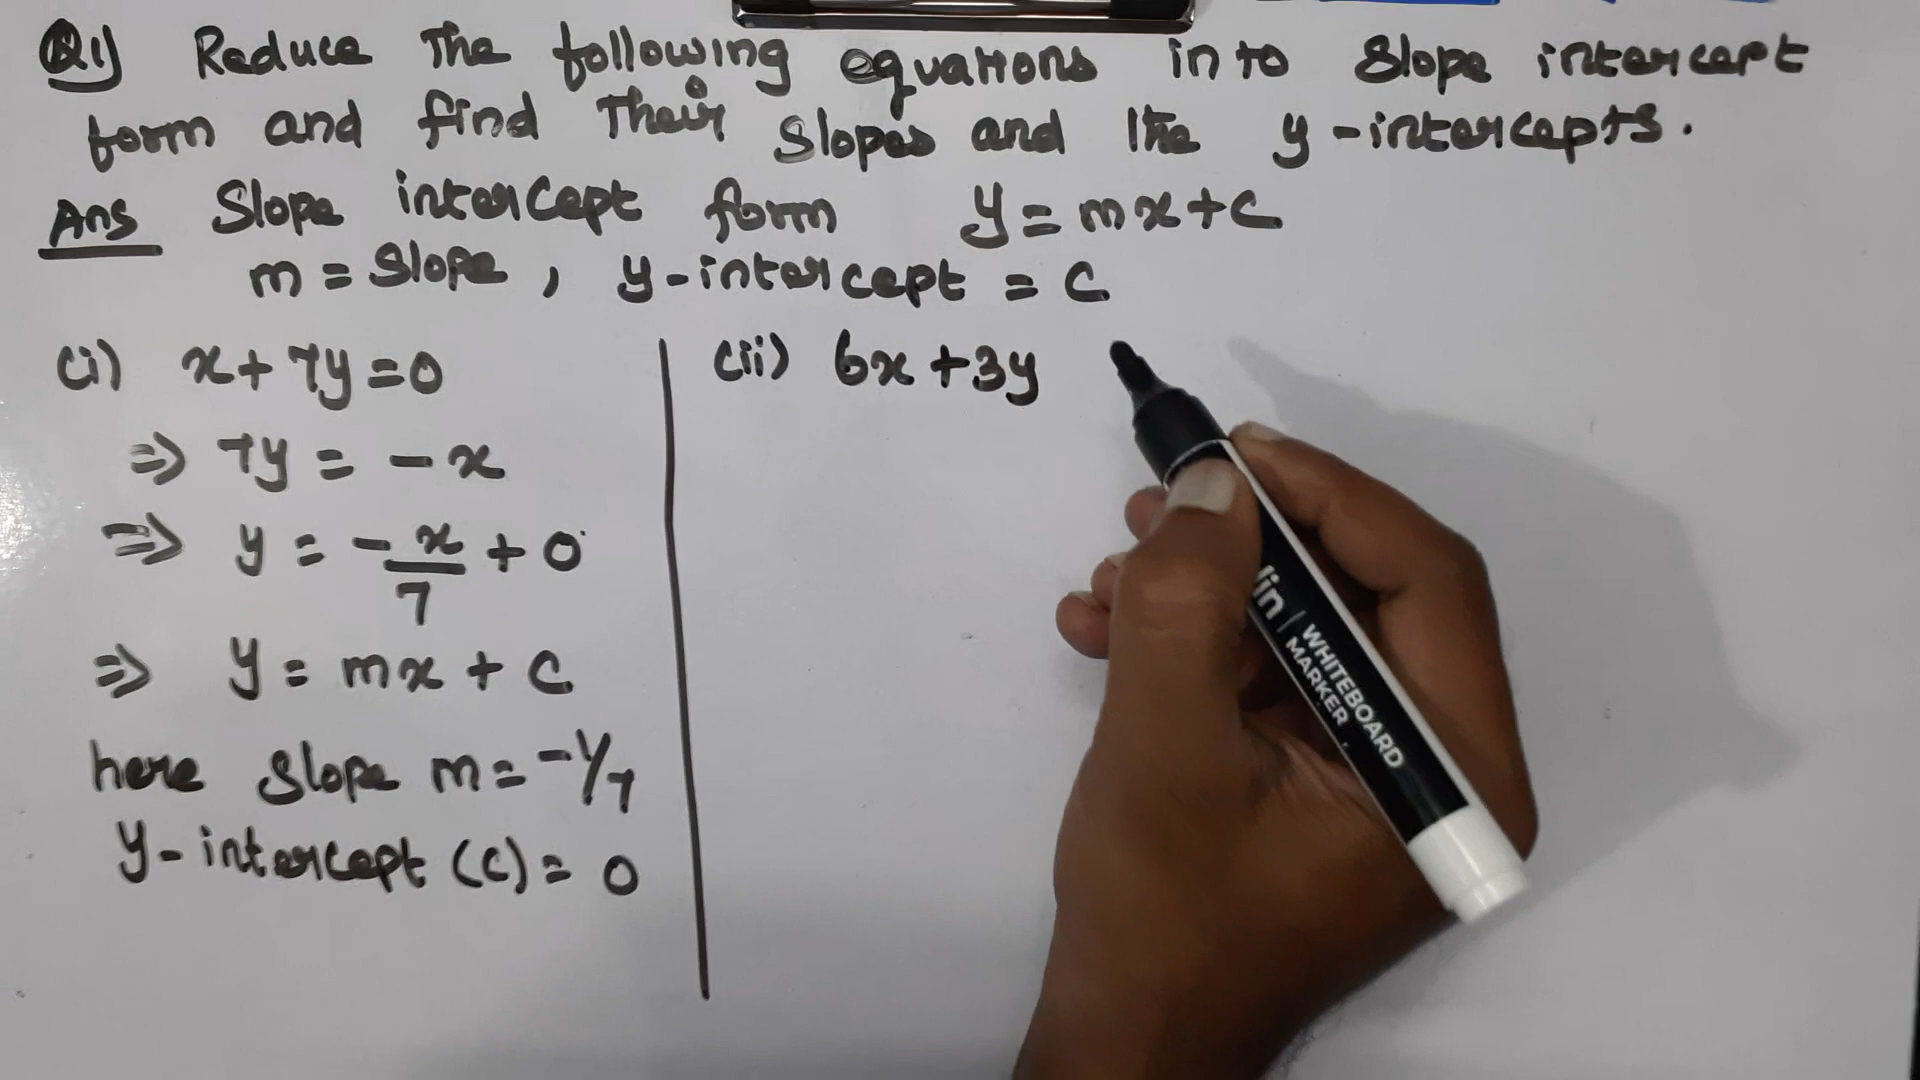 Q1) Reduce the following equations into slope intercept
form and find their slopes and the y-intercepts.
Ans Slope intercept form y = mx + c
m = slope, y-intercept = c
(i) x + 7y = 0
⇒ 7y = - x
⇒ y = - x/7 + 0
⇒ y = mx + c
here slope m = -1/7
y-intercept (c) = 0
(ii) 6x + 3y
lin | WHITEBOARD
MARKER